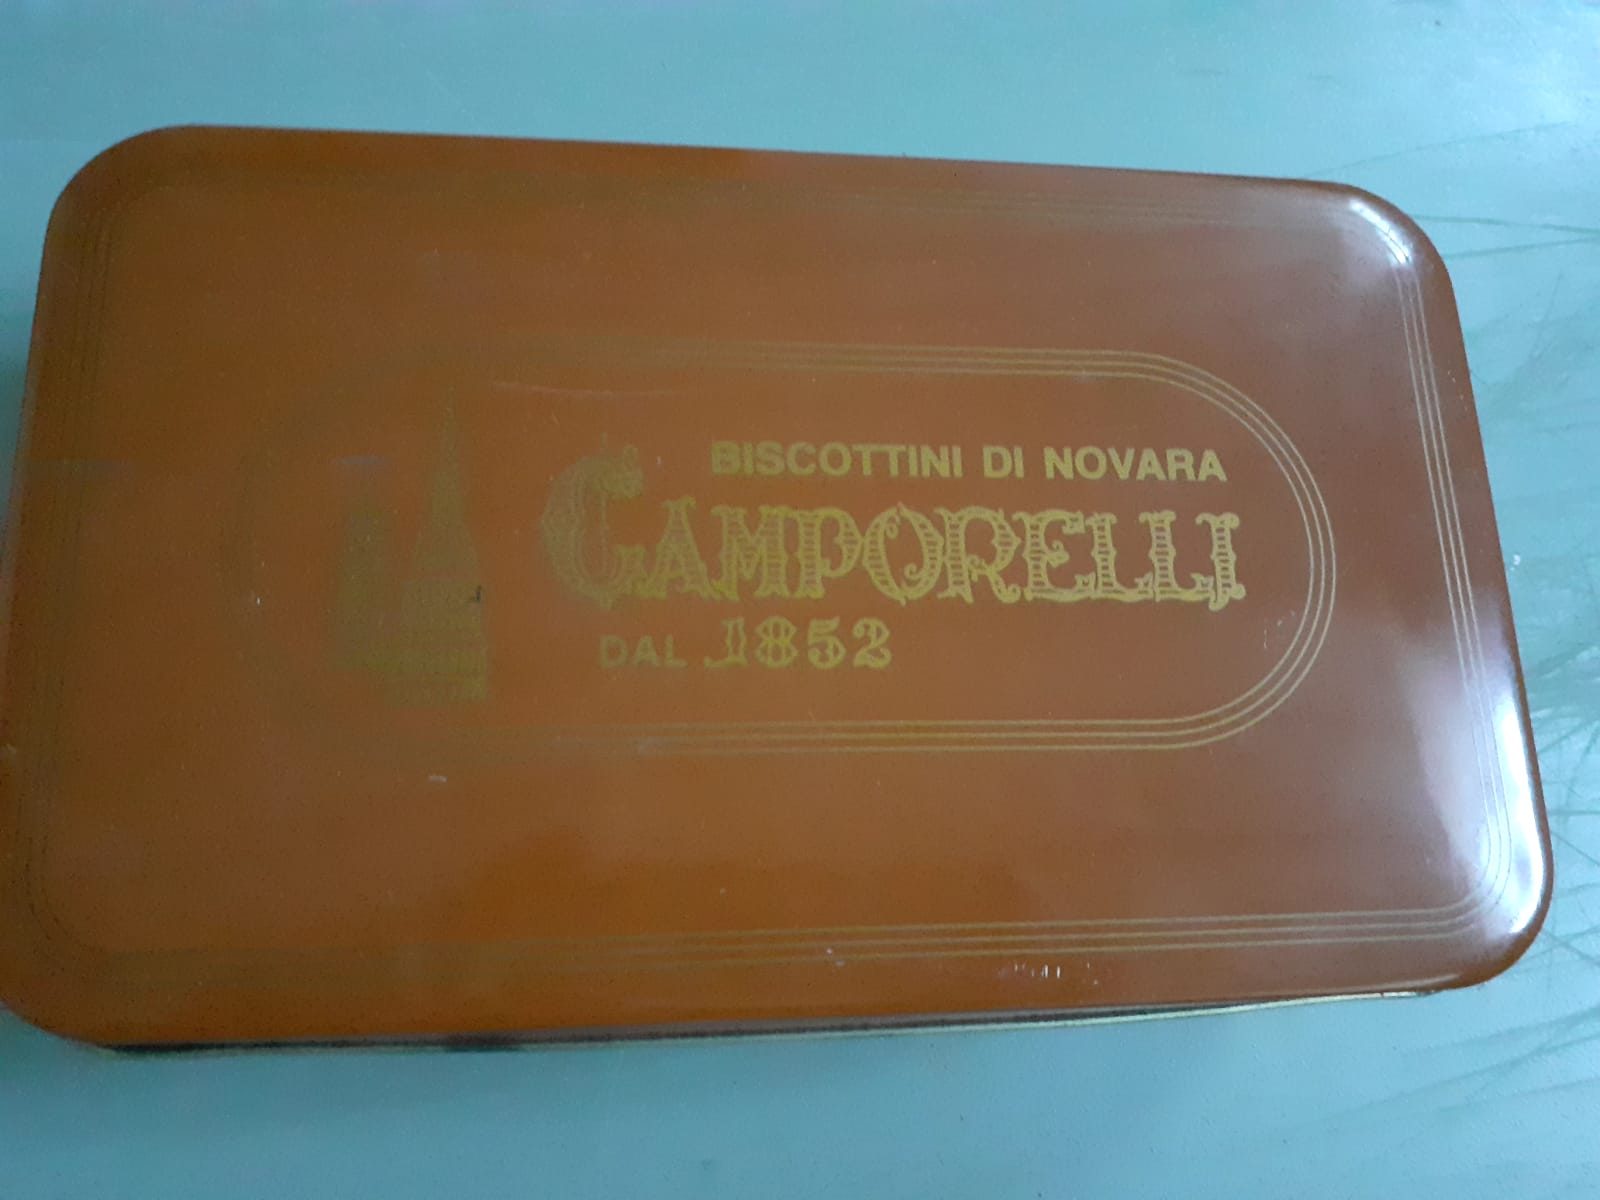 BISCOTTINI DI NOVARA
CAMPORELLI
DAL 1852